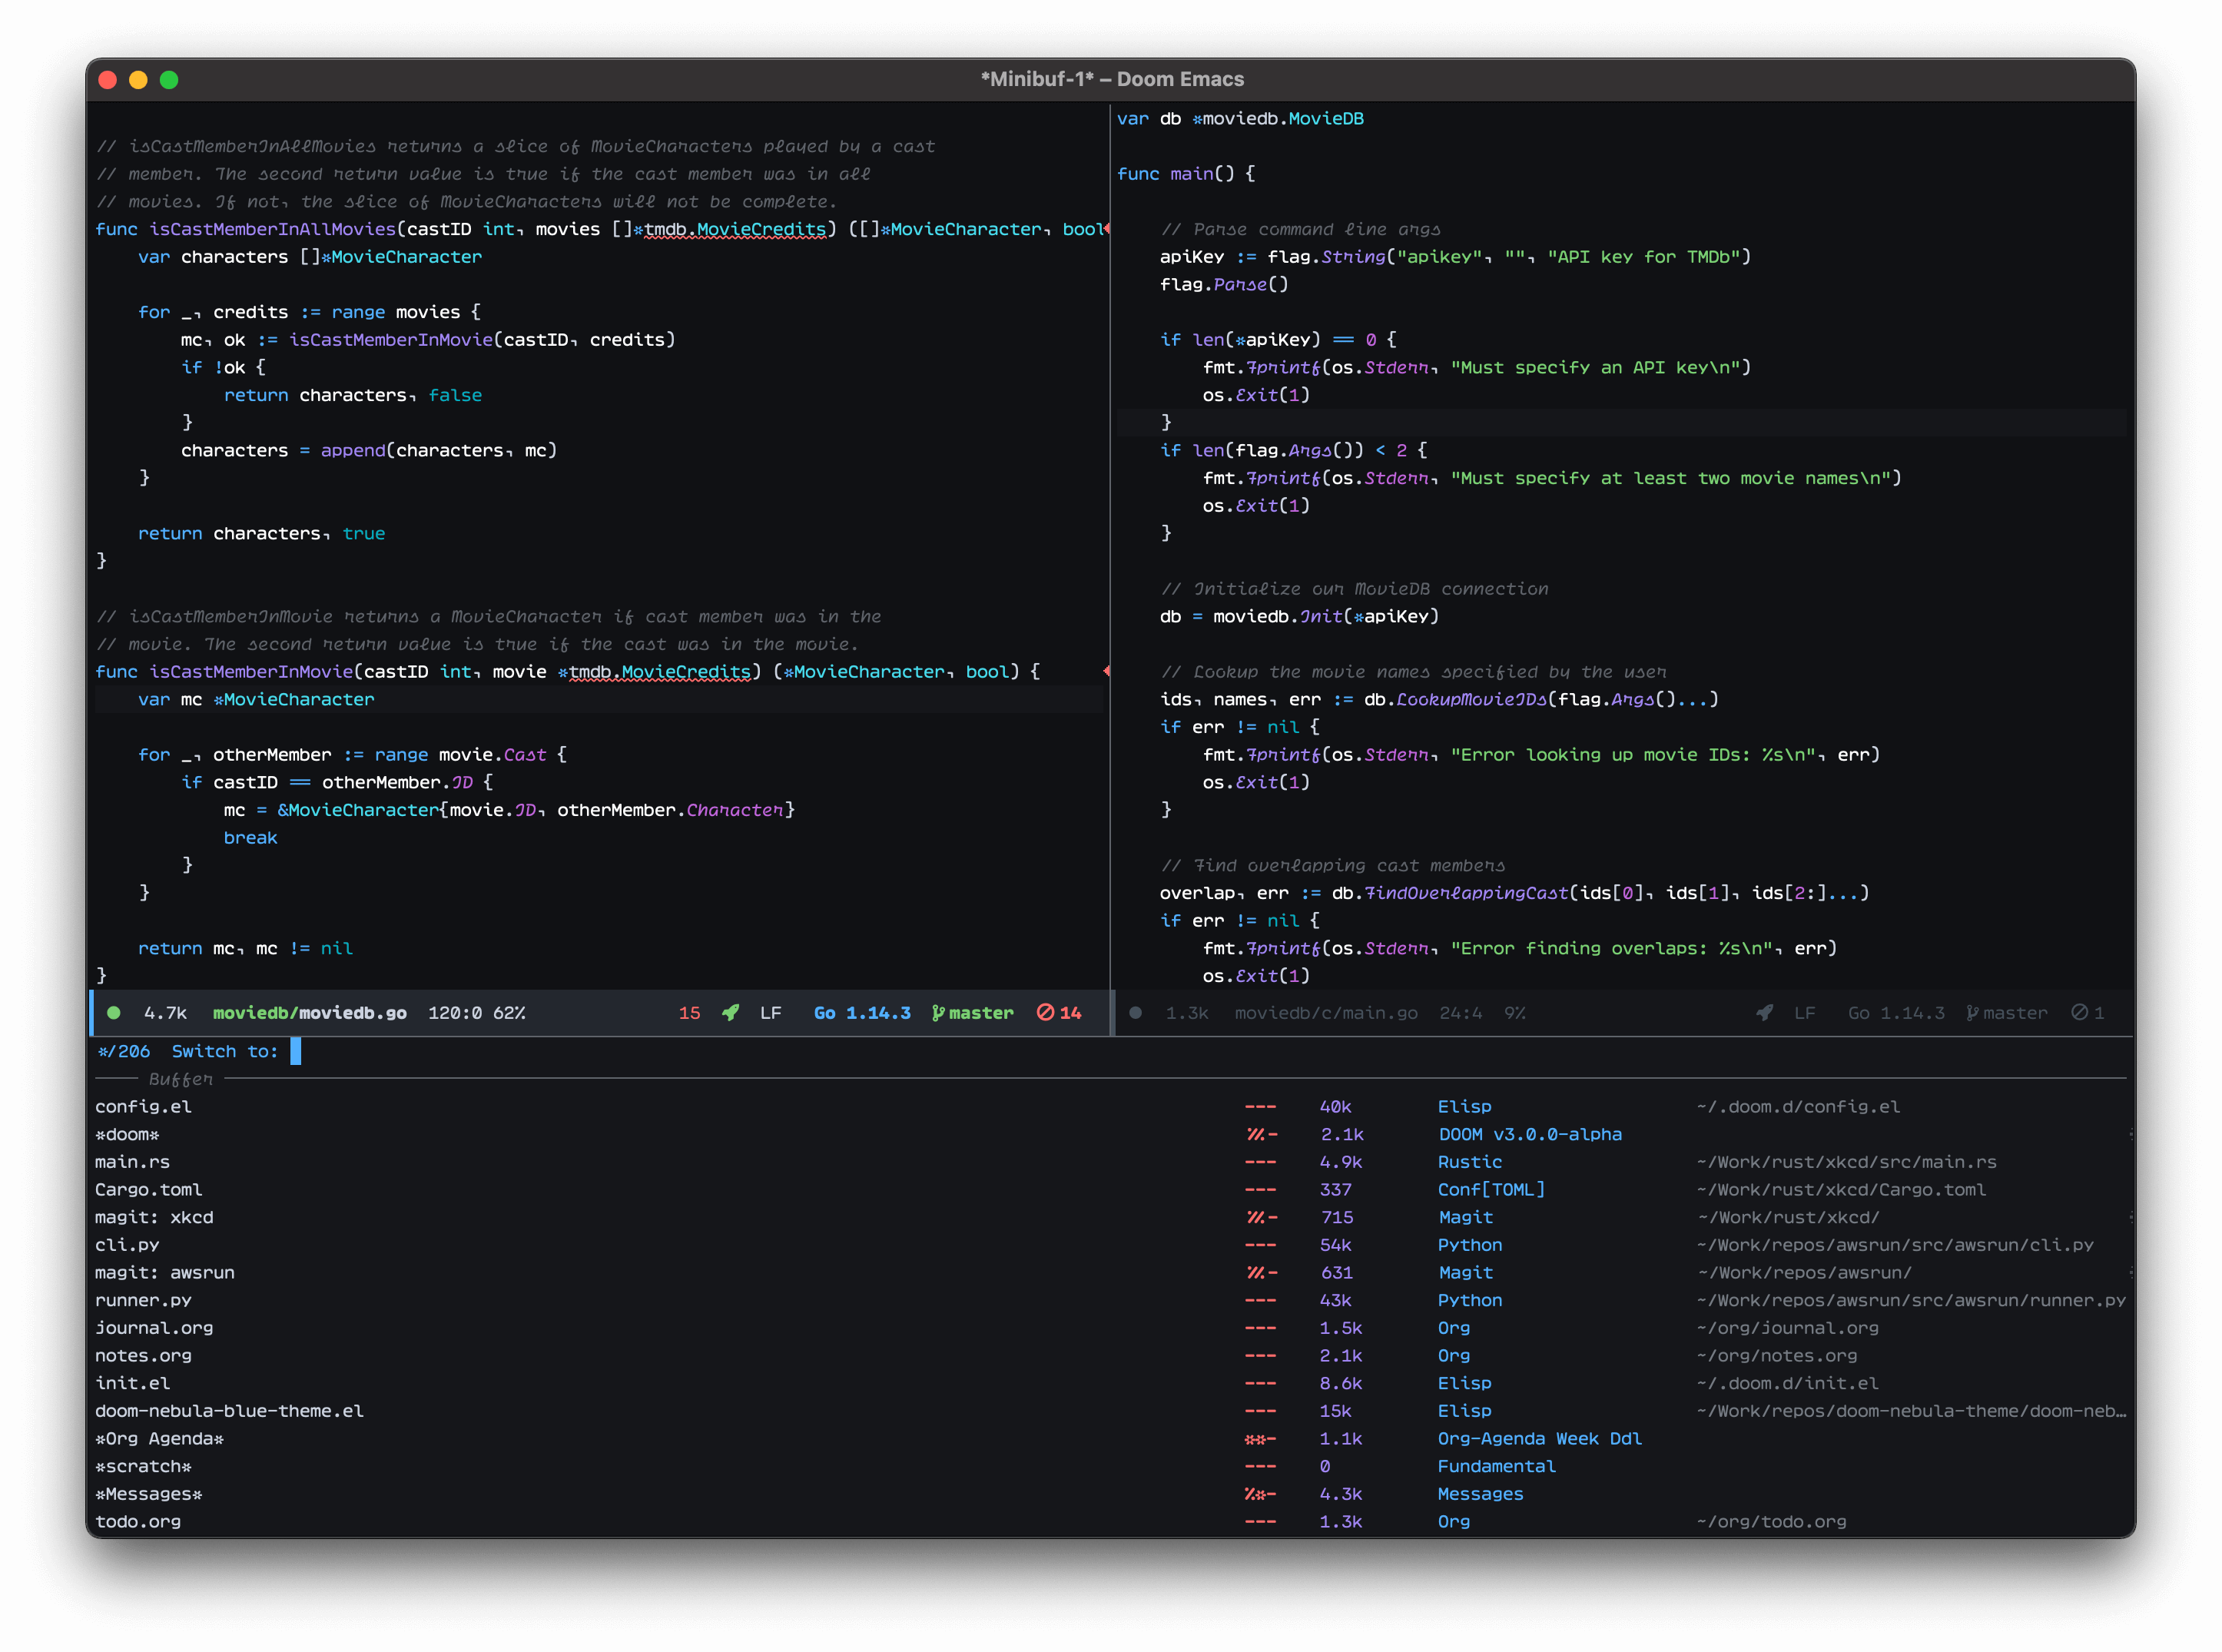 *Minibuf-1* – Doom Emacs
// isCastMemberInAllMovies returns a slice of MovieCharacters played by a cast
// member. The second return value is true if the cast member was in all
// movies. If not, the slice of MovieCharacters will not be complete.
func isCastMemberInAllMovies(castID int, movies []*tmdb.MovieCredits) ([]*MovieCharacter, bool
    var characters []*MovieCharacter
    for _, credits := range movies {
        mc, ok := isCastMemberInMovie(castID, credits)
        if !ok {
            return characters, false
        }
        characters = append(characters, mc)
    }
    return characters, true
}
// isCastMemberInMovie returns a MovieCharacter if cast member was in the
// movie. The second return value is true if the cast was in the movie.
func isCastMemberInMovie(castID int, movie *tmdb.MovieCredits) (*MovieCharacter, bool) {
    var mc *MovieCharacter
    for _, otherMember := range movie.Cast {
        if castID == otherMember.ID {
            mc = &MovieCharacter{movie.ID, otherMember.Character}
            break
        }
    }
    return mc, mc != nil
}
4.7k moviedb/moviedb.go 120:0 62% 15 LF Go 1.14.3 master 14
var db *moviedb.MovieDB
func main() {
    // Parse command line args
    apiKey := flag.String("apikey", "", "API key for TMDb")
    flag.Parse()
    if len(*apiKey) == 0 {
        fmt.Fprintf(os.Stderr, "Must specify an API key\n")
        os.Exit(1)
    }
    if len(flag.Args()) < 2 {
        fmt.Fprintf(os.Stderr, "Must specify at least two movie names\n")
        os.Exit(1)
    }
    // Initialize our MovieDB connection
    db = moviedb.Init(*apiKey)
    // Lookup the movie names specified by the user
    ids, names, err := db.LookupMovieIDs(flag.Args()...)
    if err != nil {
        fmt.Fprintf(os.Stderr, "Error looking up movie IDs: %s\n", err)
        os.Exit(1)
    }
    // Find overlapping cast members
    overlap, err := db.FindOverlappingCast(ids[0], ids[1], ids[2:]...)
    if err != nil {
        fmt.Fprintf(os.Stderr, "Error finding overlaps: %s\n", err)
        os.Exit(1)
1.3k moviedb/c/main.go 24:4 9% LF Go 1.14.3 master 1
*/206 Switch to:
Buffer
config.el --- 40k Elisp ~/.doom.d/config.el
*doom* %%- 2.1k DOOM v3.0.0-alpha
main.rs --- 4.9k Rustic ~/Work/rust/xkcd/src/main.rs
Cargo.toml --- 337 Conf[TOML] ~/Work/rust/xkcd/Cargo.toml
magit: xkcd %%- 715 Magit ~/Work/rust/xkcd/
cli.py --- 54k Python ~/Work/repos/awsrun/src/awsrun/cli.py
magit: awsrun %%- 631 Magit ~/Work/repos/awsrun/
runner.py --- 43k Python ~/Work/repos/awsrun/src/awsrun/runner.py
journal.org --- 1.5k Org ~/org/journal.org
notes.org --- 2.1k Org ~/org/notes.org
init.el --- 8.6k Elisp ~/.doom.d/init.el
doom-nebula-blue-theme.el --- 15k Elisp ~/Work/repos/doom-nebula-theme/doom-neb…
*Org Agenda* **- 1.1k Org-Agenda Week Ddl
*scratch* --- 0 Fundamental
*Messages* %*- 4.3k Messages
todo.org --- 1.3k Org ~/org/todo.org